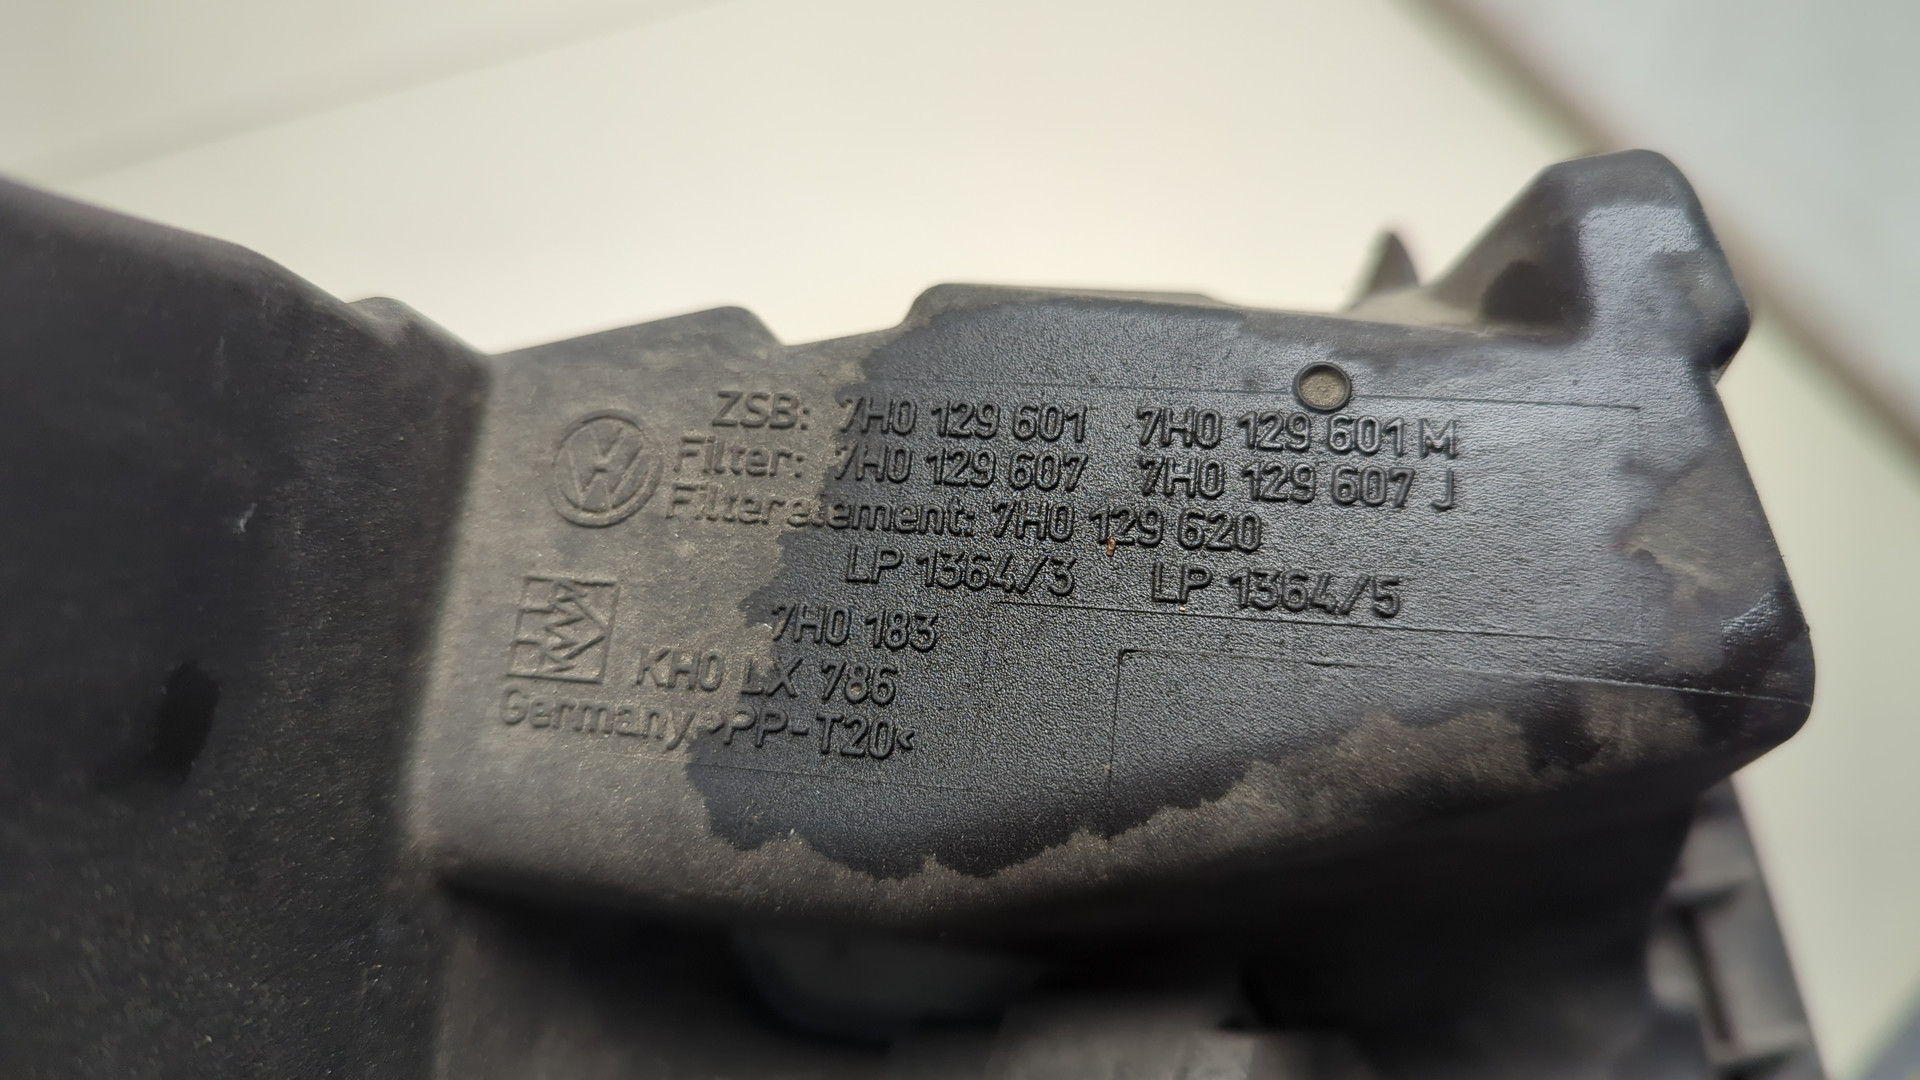 ZSB: 7H0 129 601 7H0 129 601 M
Filter: 7H0 129 607 7H0 129 607 J
Filterelement: 7H0 129 620
LP 1364/3 LP 1364/5
7H0 183
KH0 LX 786
Germany >PP-T20<